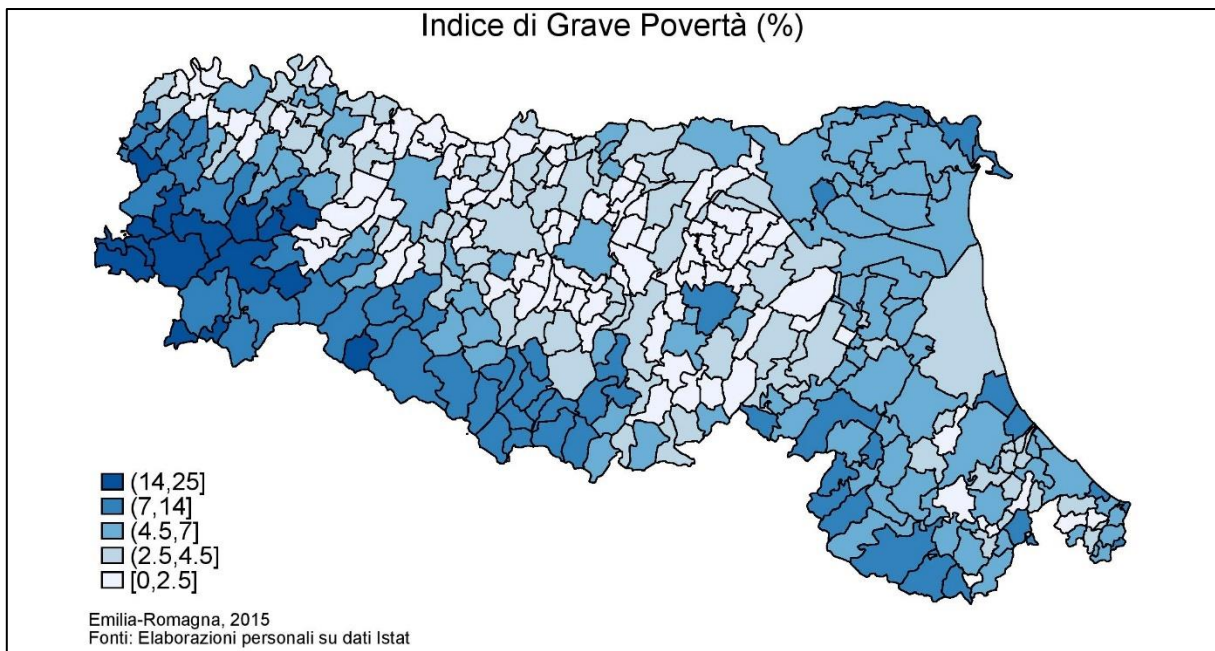 Indice di Grave Povertà (%)
(14,25]
(7,14]
(4.5,7]
(2.5,4.5]
[0,2.5]
Emilia-Romagna, 2015
Fonti: Elaborazioni personali su dati Istat